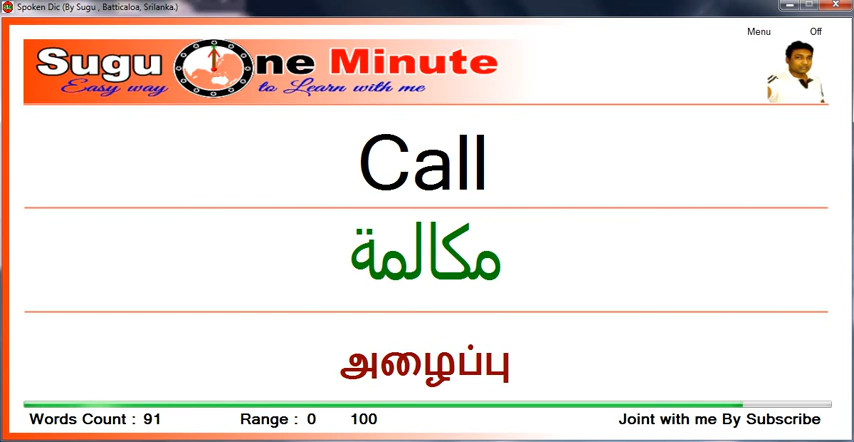 Spoken Dic (By Sugu , Batticaloa, Srilanka.)
Menu Off
Sugu One Minute
Easy way to Learn with me
Call
مكالمة
அழைப்பு
Words Count : 91 Range : 0 100 Joint with me By Subscribe